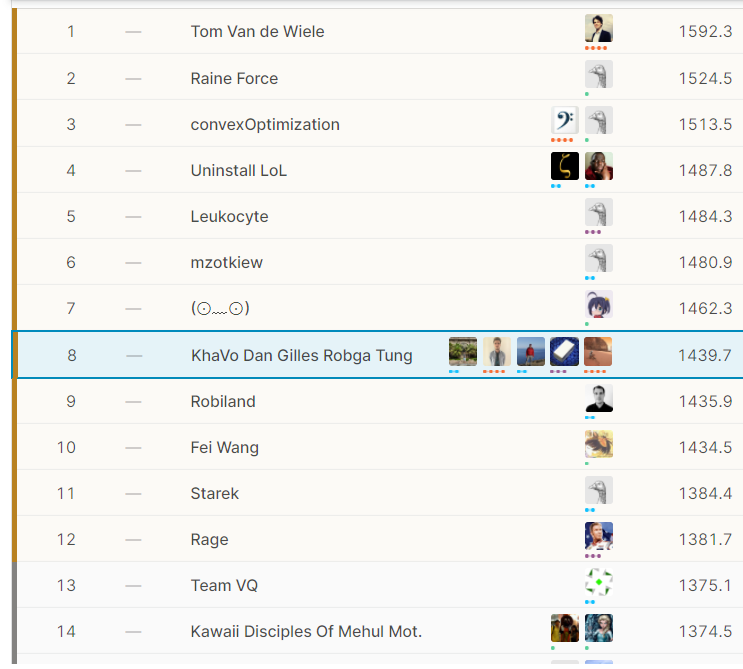 1 — Tom Van de Wiele 1592.3
2 — Raine Force 1524.5
3 — convexOptimization 1513.5
4 — Uninstall LoL 1487.8
5 — Leukocyte 1484.3
6 — mzotkiew 1480.9
7 — (⊙﹏⊙) 1462.3
8 — KhaVo Dan Gilles Robga Tung 1439.7
9 — Robiland 1435.9
10 — Fei Wang 1434.5
11 — Starek 1384.4
12 — Rage 1381.7
13 — Team VQ 1375.1
14 — Kawaii Disciples Of Mehul Mot. 1374.5